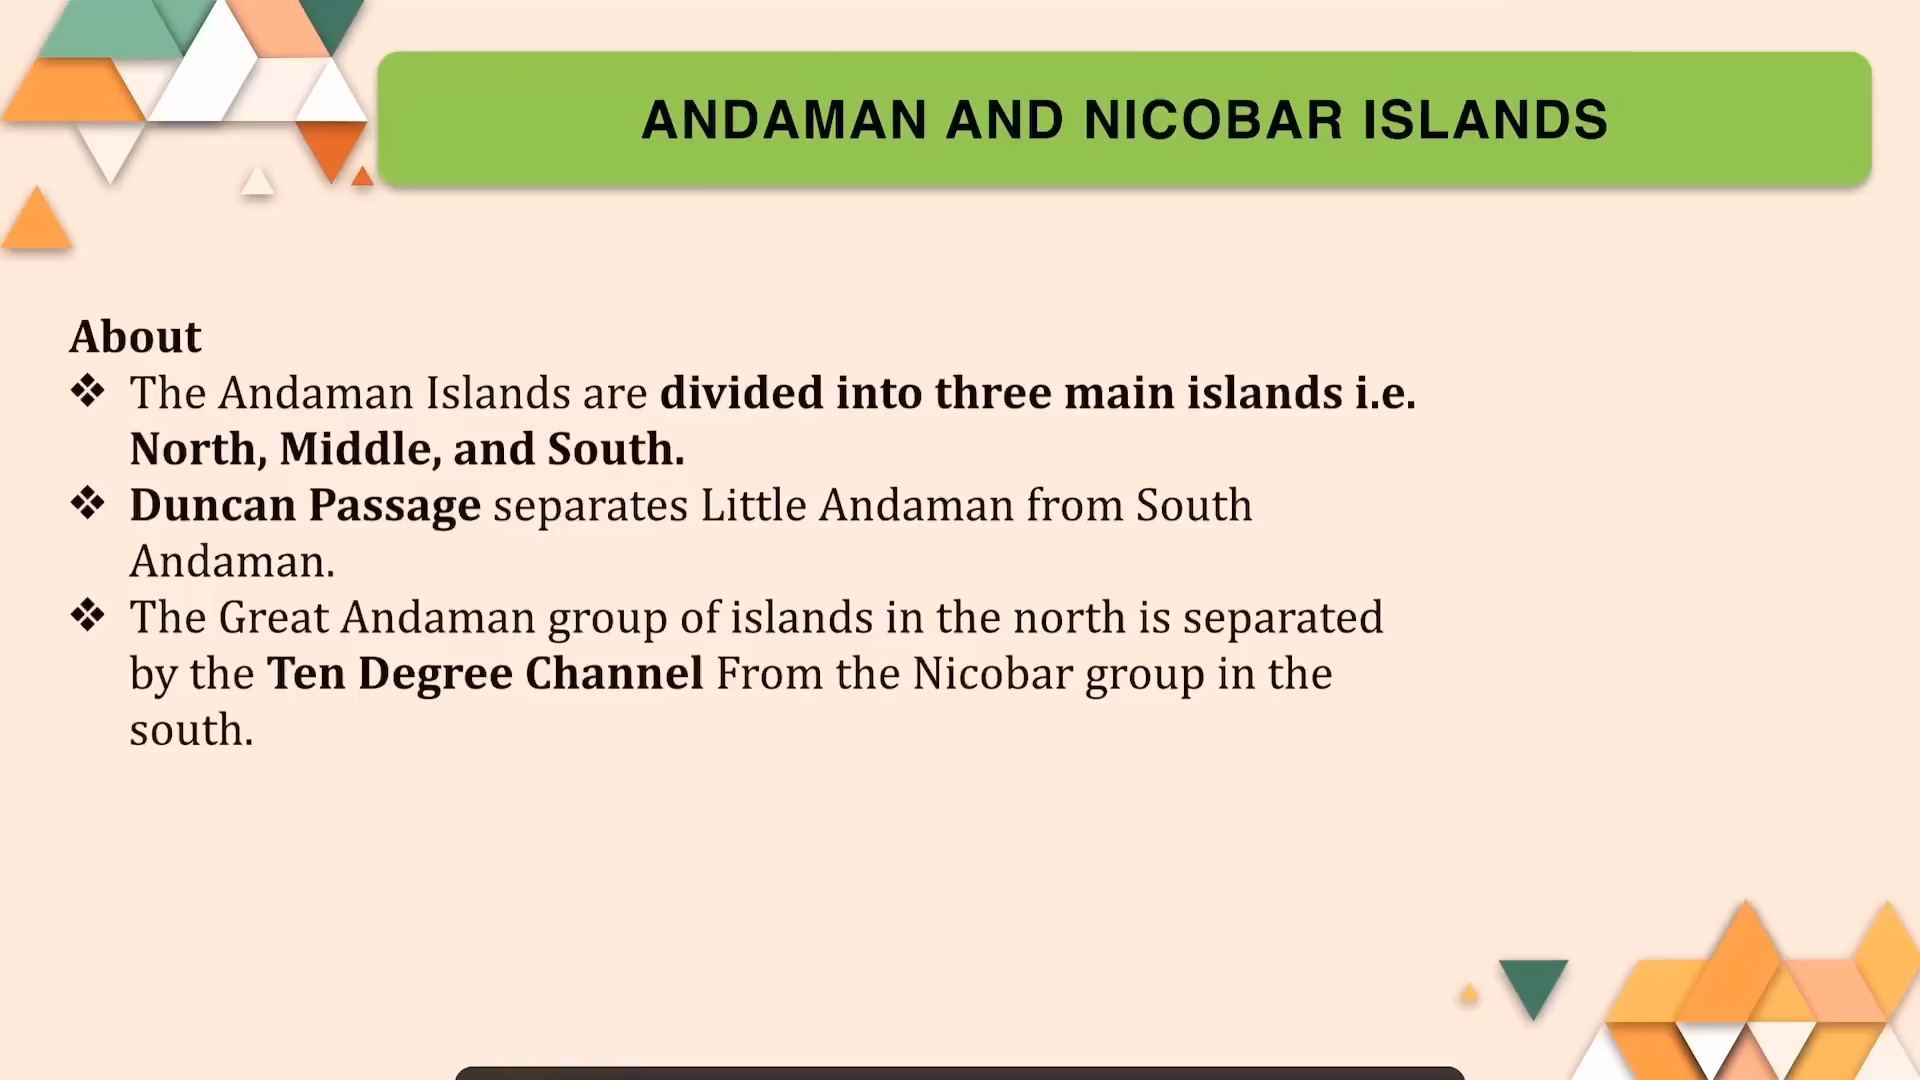 ANDAMAN AND NICOBAR ISLANDS
About
❖ The Andaman Islands are divided into three main islands i.e.
North, Middle, and South.
❖ Duncan Passage separates Little Andaman from South
Andaman.
❖ The Great Andaman group of islands in the north is separated
by the Ten Degree Channel From the Nicobar group in the
south.